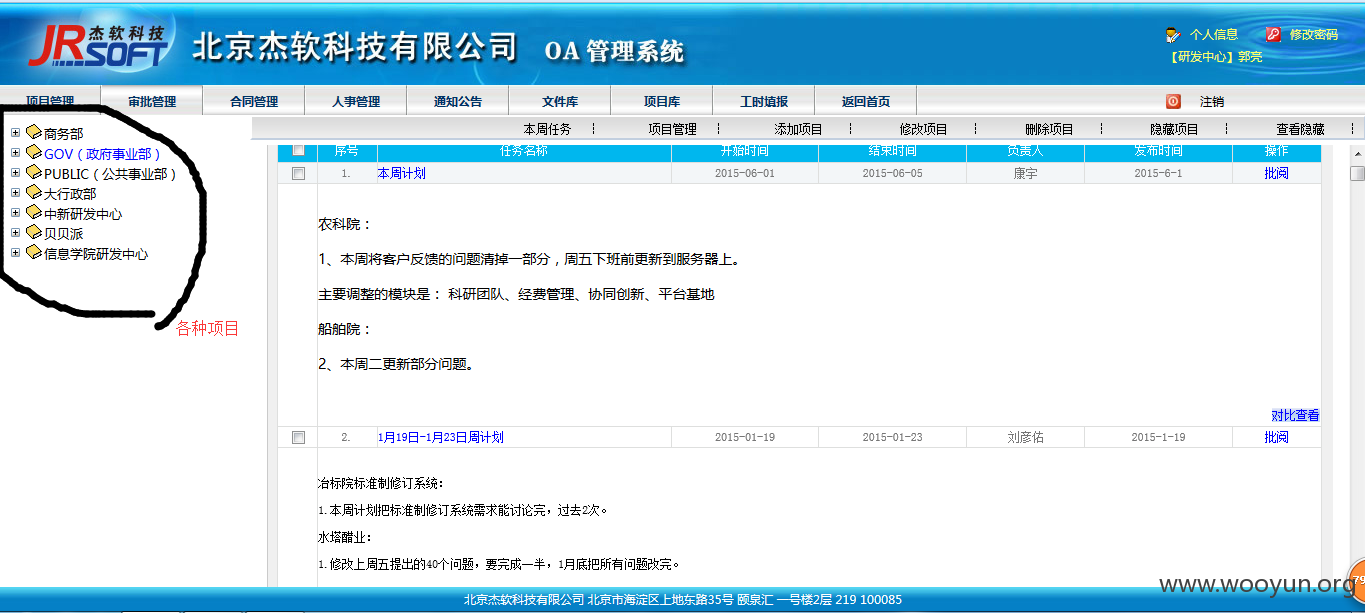 JRSOFT 杰软科技
北京杰软科技有限公司 OA 管理系统
个人信息 修改密码
【研发中心】郭亮
项目管理 审批管理 合同管理 人事管理 通知公告 文件库 项目库 工时填报 返回首页 注销
本周任务 项目管理 添加项目 修改项目 删除项目 隐藏项目 查看隐藏
商务部
GOV（政府事业部）
PUBLIC（公共事业部）
大行政部
中新研发中心
贝贝派
信息学院研发中心
各种项目
序号 任务名称 开始时间 结束时间 负责人 发布时间 操作
1. 本周计划 2015-06-01 2015-06-05 康宇 2015-6-1 批阅
农科院：
1、本周将客户反馈的问题清掉一部分，周五下班前更新到服务器上。
主要调整的模块是： 科研团队、经费管理、协同创新、平台基地
船舶院：
2、本周二更新部分问题。
对比查看
2. 1月19日-1月23日周计划 2015-01-19 2015-01-23 刘彦佑 2015-1-19 批阅
冶标院标准制修订系统：
1.本周计划把标准制修订系统需求能讨论完，过去2次。
水塔醋业：
1.修改上周五提出的40个问题，要完成一半，1月底把所有问题改完。
www.wooyun.org
79
北京杰软科技有限公司 北京市海淀区上地东路35号 颐泉汇 一号楼2层 219 100085